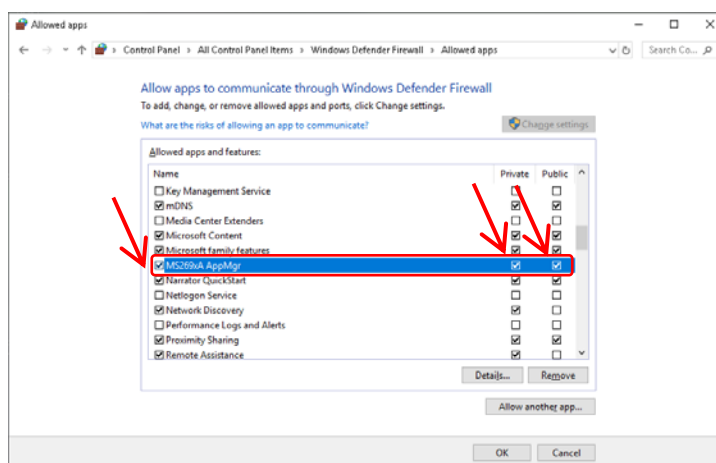 Allowed apps
Control Panel › All Control Panel Items › Windows Defender Firewall › Allowed apps
Search Co...
Allow apps to communicate through Windows Defender Firewall
To add, change, or remove allowed apps and ports, click Change settings.
What are the risks of allowing an app to communicate?
Change settings
Allowed apps and features:
Name Private Public
Key Management Service
mDNS
Media Center Extenders
Microsoft Content
Microsoft family features
MS269xA AppMgr
Narrator QuickStart
Netlogon Service
Network Discovery
Performance Logs and Alerts
Proximity Sharing
Remote Assistance
Details... Remove
Allow another app...
OK Cancel